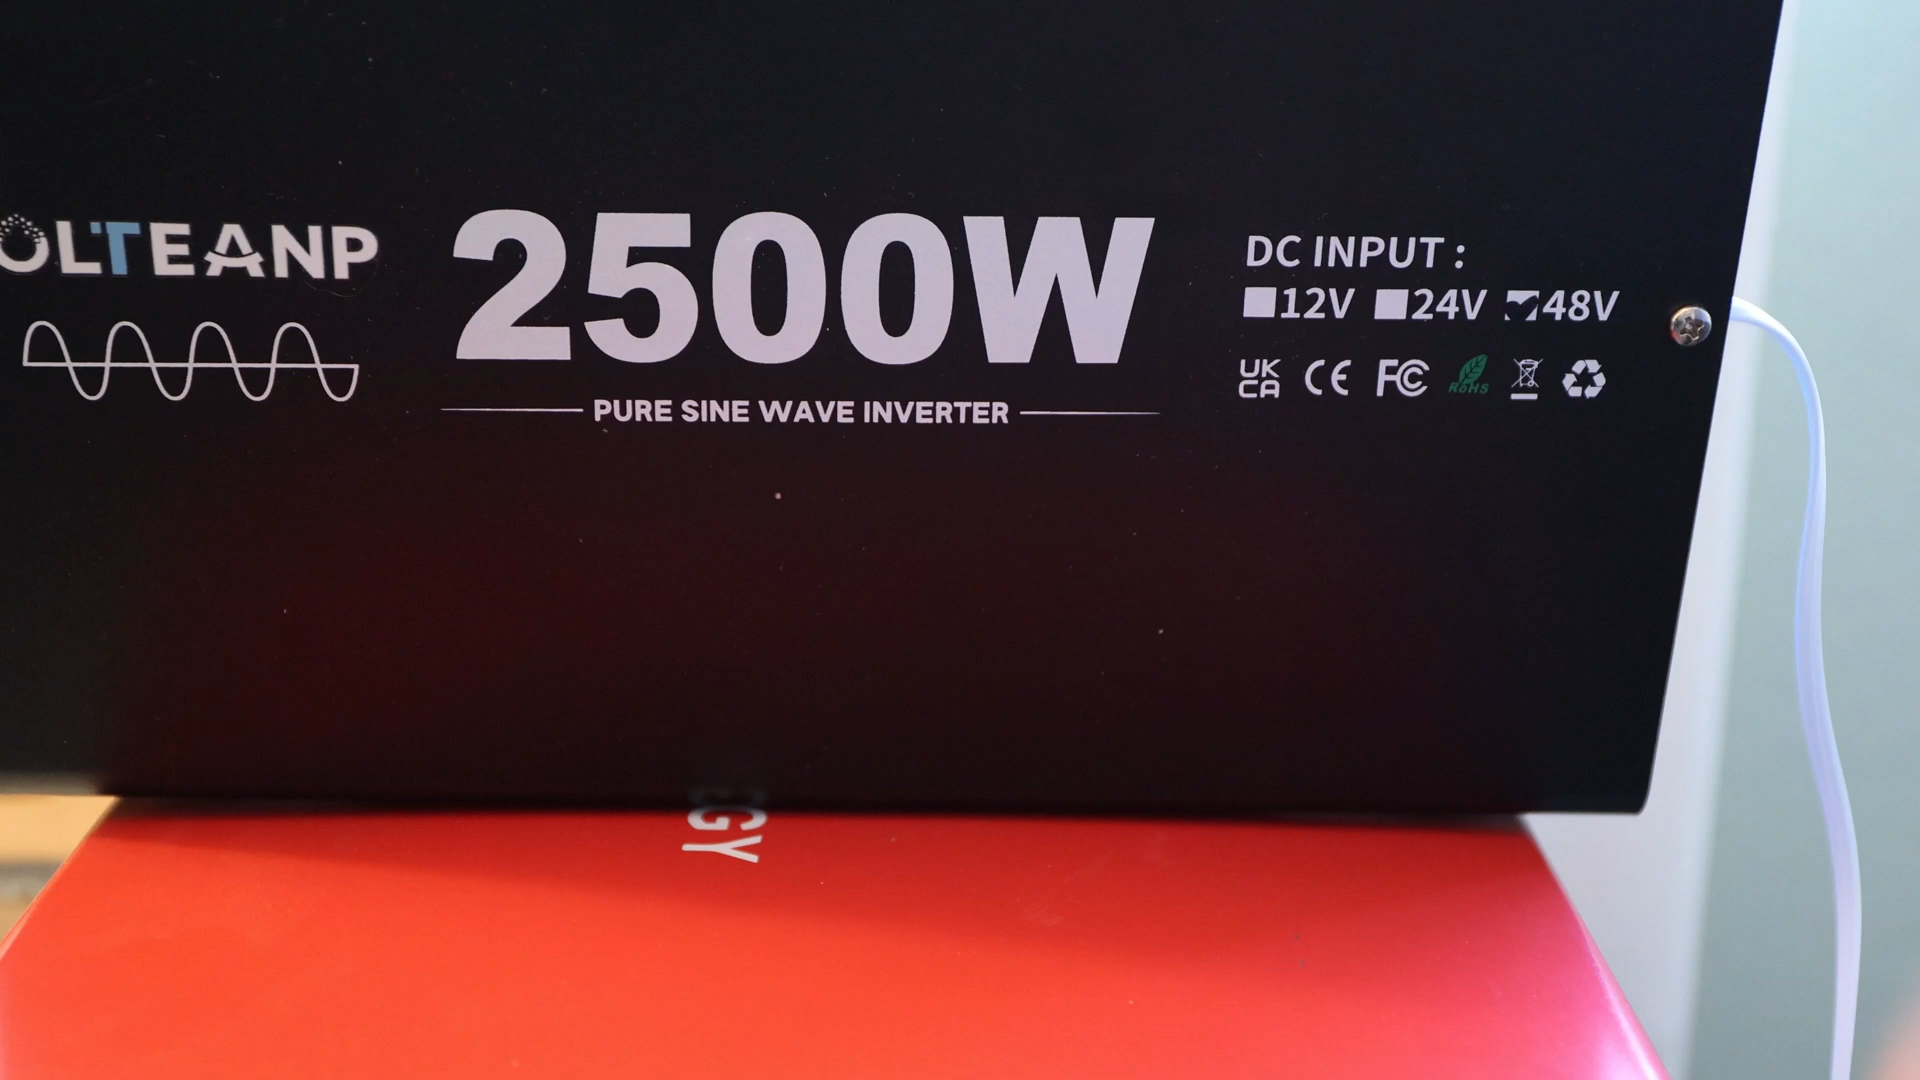 OLTEANP
2500W
PURE SINE WAVE INVERTER
DC INPUT :
12V 24V 48V
UK
CA CE FC RoHS
GY